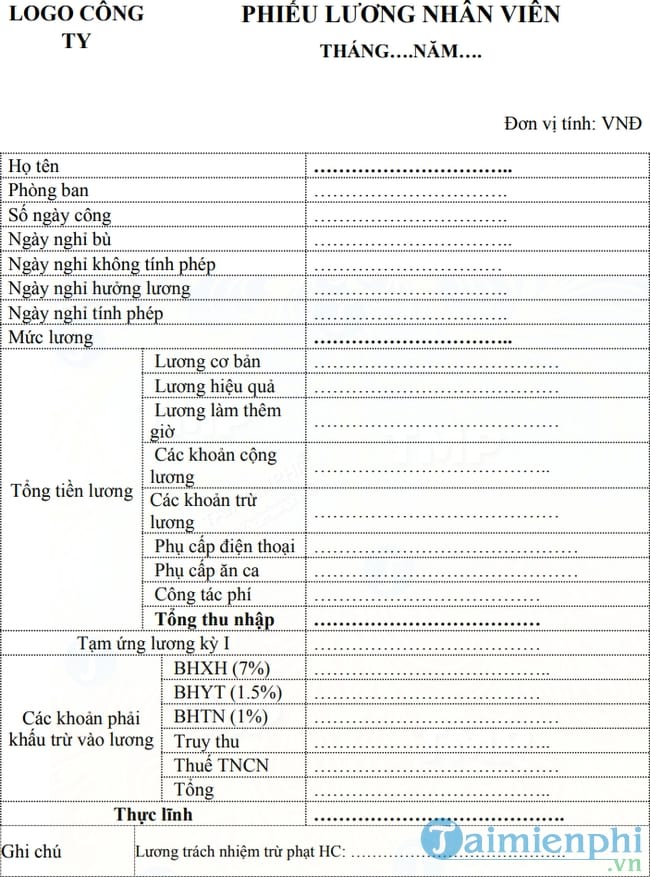 LOGO CÔNG
TY
PHIẾU LƯƠNG NHÂN VIÊN
THÁNG….NĂM….
Đơn vị tính: VNĐ
Họ tên …………………………..
Phòng ban ………………………….
Số ngày công ………………………….
Ngày nghỉ bù …………………………..
Ngày nghỉ không tính phép …………………………
Ngày nghỉ hưởng lương ………………………….
Ngày nghỉ tính phép ………………………….
Mức lương …………………………..
Tổng tiền lương
Lương cơ bản …………………………………
Lương hiệu quả …………………………………
Lương làm thêm
giờ …………………………………
Các khoản cộng
lương ………………………………..
Các khoản trừ
lương …………………………………
Phụ cấp điện thoại ……………………………………
Phụ cấp ăn ca ……………………………………
Công tác phí ………………………………
Tổng thu nhập ………………………………
Tạm ứng lương kỳ I ………………………………
Các khoản phải
khấu trừ vào lương
BHXH (7%) ………………………………..
BHYT (1.5%) ………………………………
BHTN (1%) …………………………………
Truy thu ………………………………..
Thuế TNCN …………………………………
Tổng ………………………………..
Thực lĩnh ………………………………….
Ghi chú
Lương trách nhiệm trừ phạt HC: ……………………………..
Taimienphi
.vn